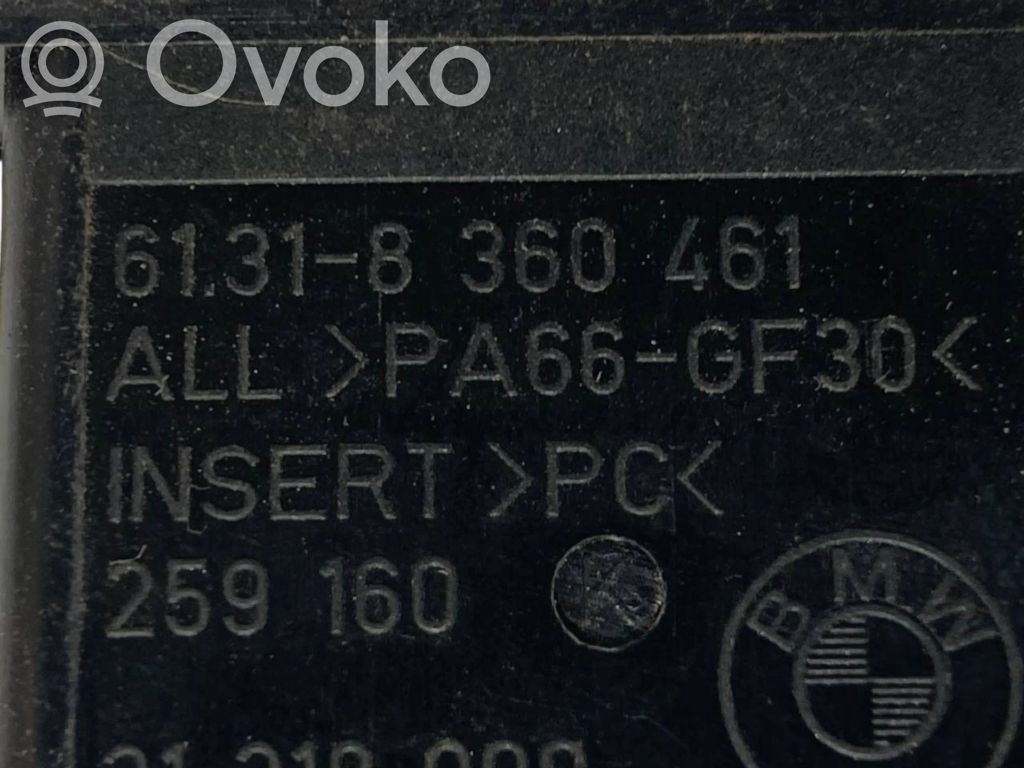 Ovoko
61.31-8 360 461
ALL >PA66-GF30<
INSERT >PC<
259 160
BMW